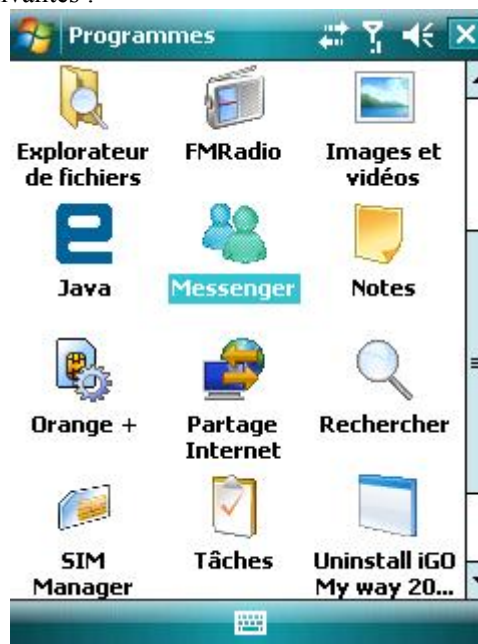 Programmes
Explorateur FMRadio Images et
de fichiers vidéos
Java Messenger Notes
Orange + Partage Rechercher
Internet
SIM Tâches Uninstall iGO
Manager My way 20...